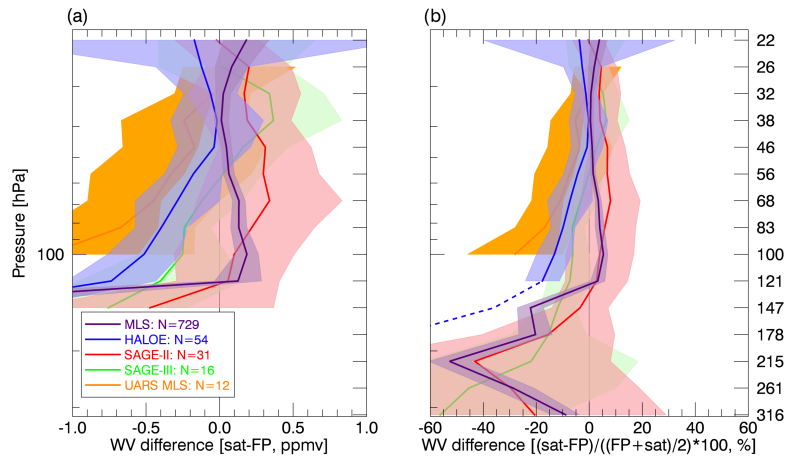 (a)
(b)
Pressure [hPa]
100
MLS: N=729
HALOE: N=54
SAGE-II: N=31
SAGE-III: N=16
UARS MLS: N=12
-1.0 -0.5 0.0 0.5 1.0
WV difference [sat-FP, ppmv]
22
26
32
38
46
56
68
83
100
121
147
178
215
261
316
-60 -40 -20 0 20 40 60
WV difference [(sat-FP)/((FP+sat)/2)*100, %]